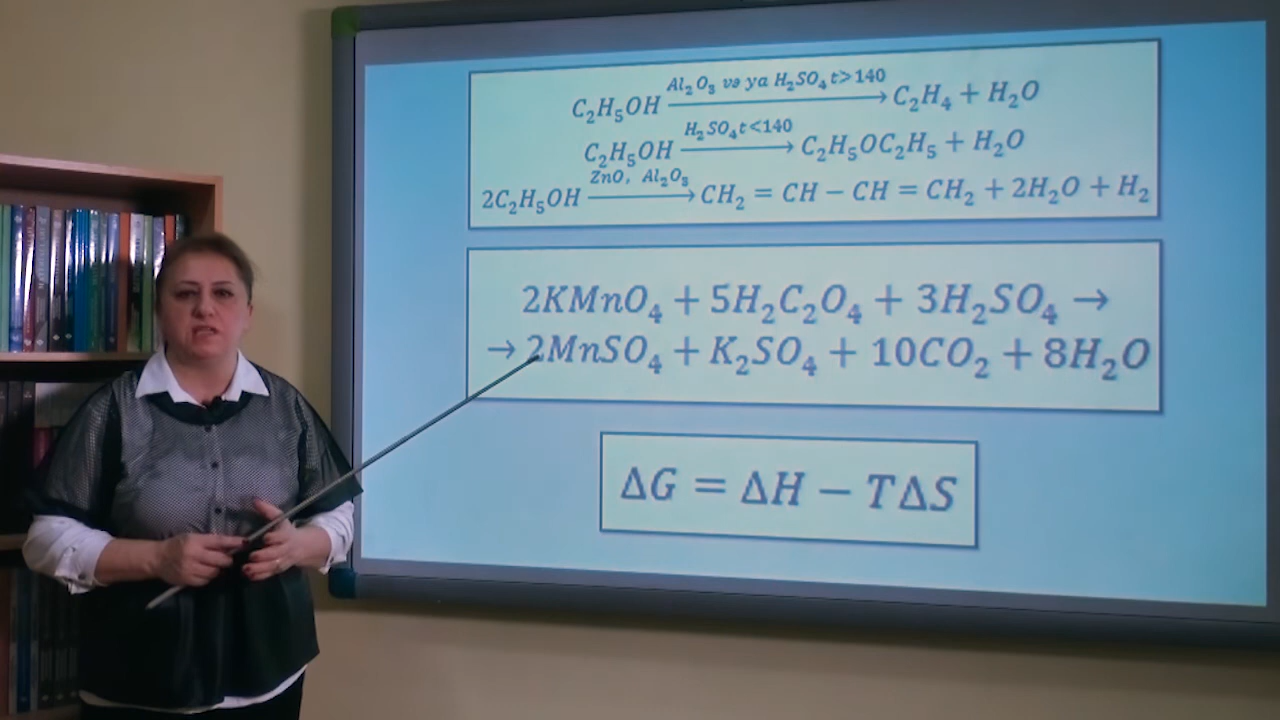 C₂H₅OH Al₂O₃ və ya H₂SO₄ t>140 → C₂H₄ + H₂O
C₂H₅OH H₂SO₄ t<140 → C₂H₅OC₂H₅ + H₂O
2C₂H₅OH ZnO, Al₂O₃ → CH₂ = CH − CH = CH₂ + 2H₂O + H₂
2KMnO₄ + 5H₂C₂O₄ + 3H₂SO₄ →
→ 2MnSO₄ + K₂SO₄ + 10CO₂ + 8H₂O
ΔG = ΔH − TΔS